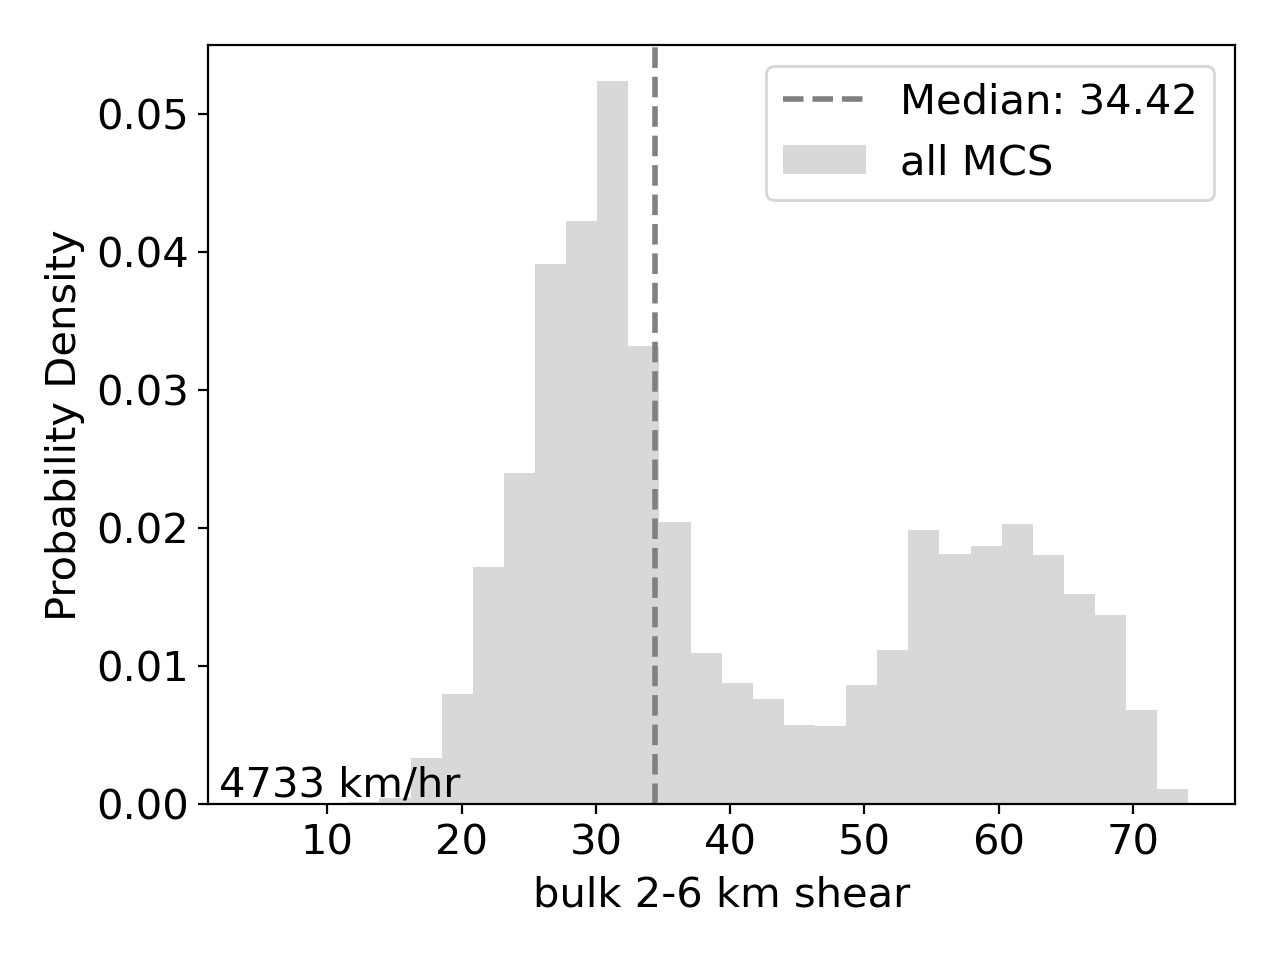 Median: 34.42
all MCS
Probability Density
0.05
0.04
0.03
0.02
0.01
0.00
4733 km/hr
10 20 30 40 50 60 70
bulk 2-6 km shear